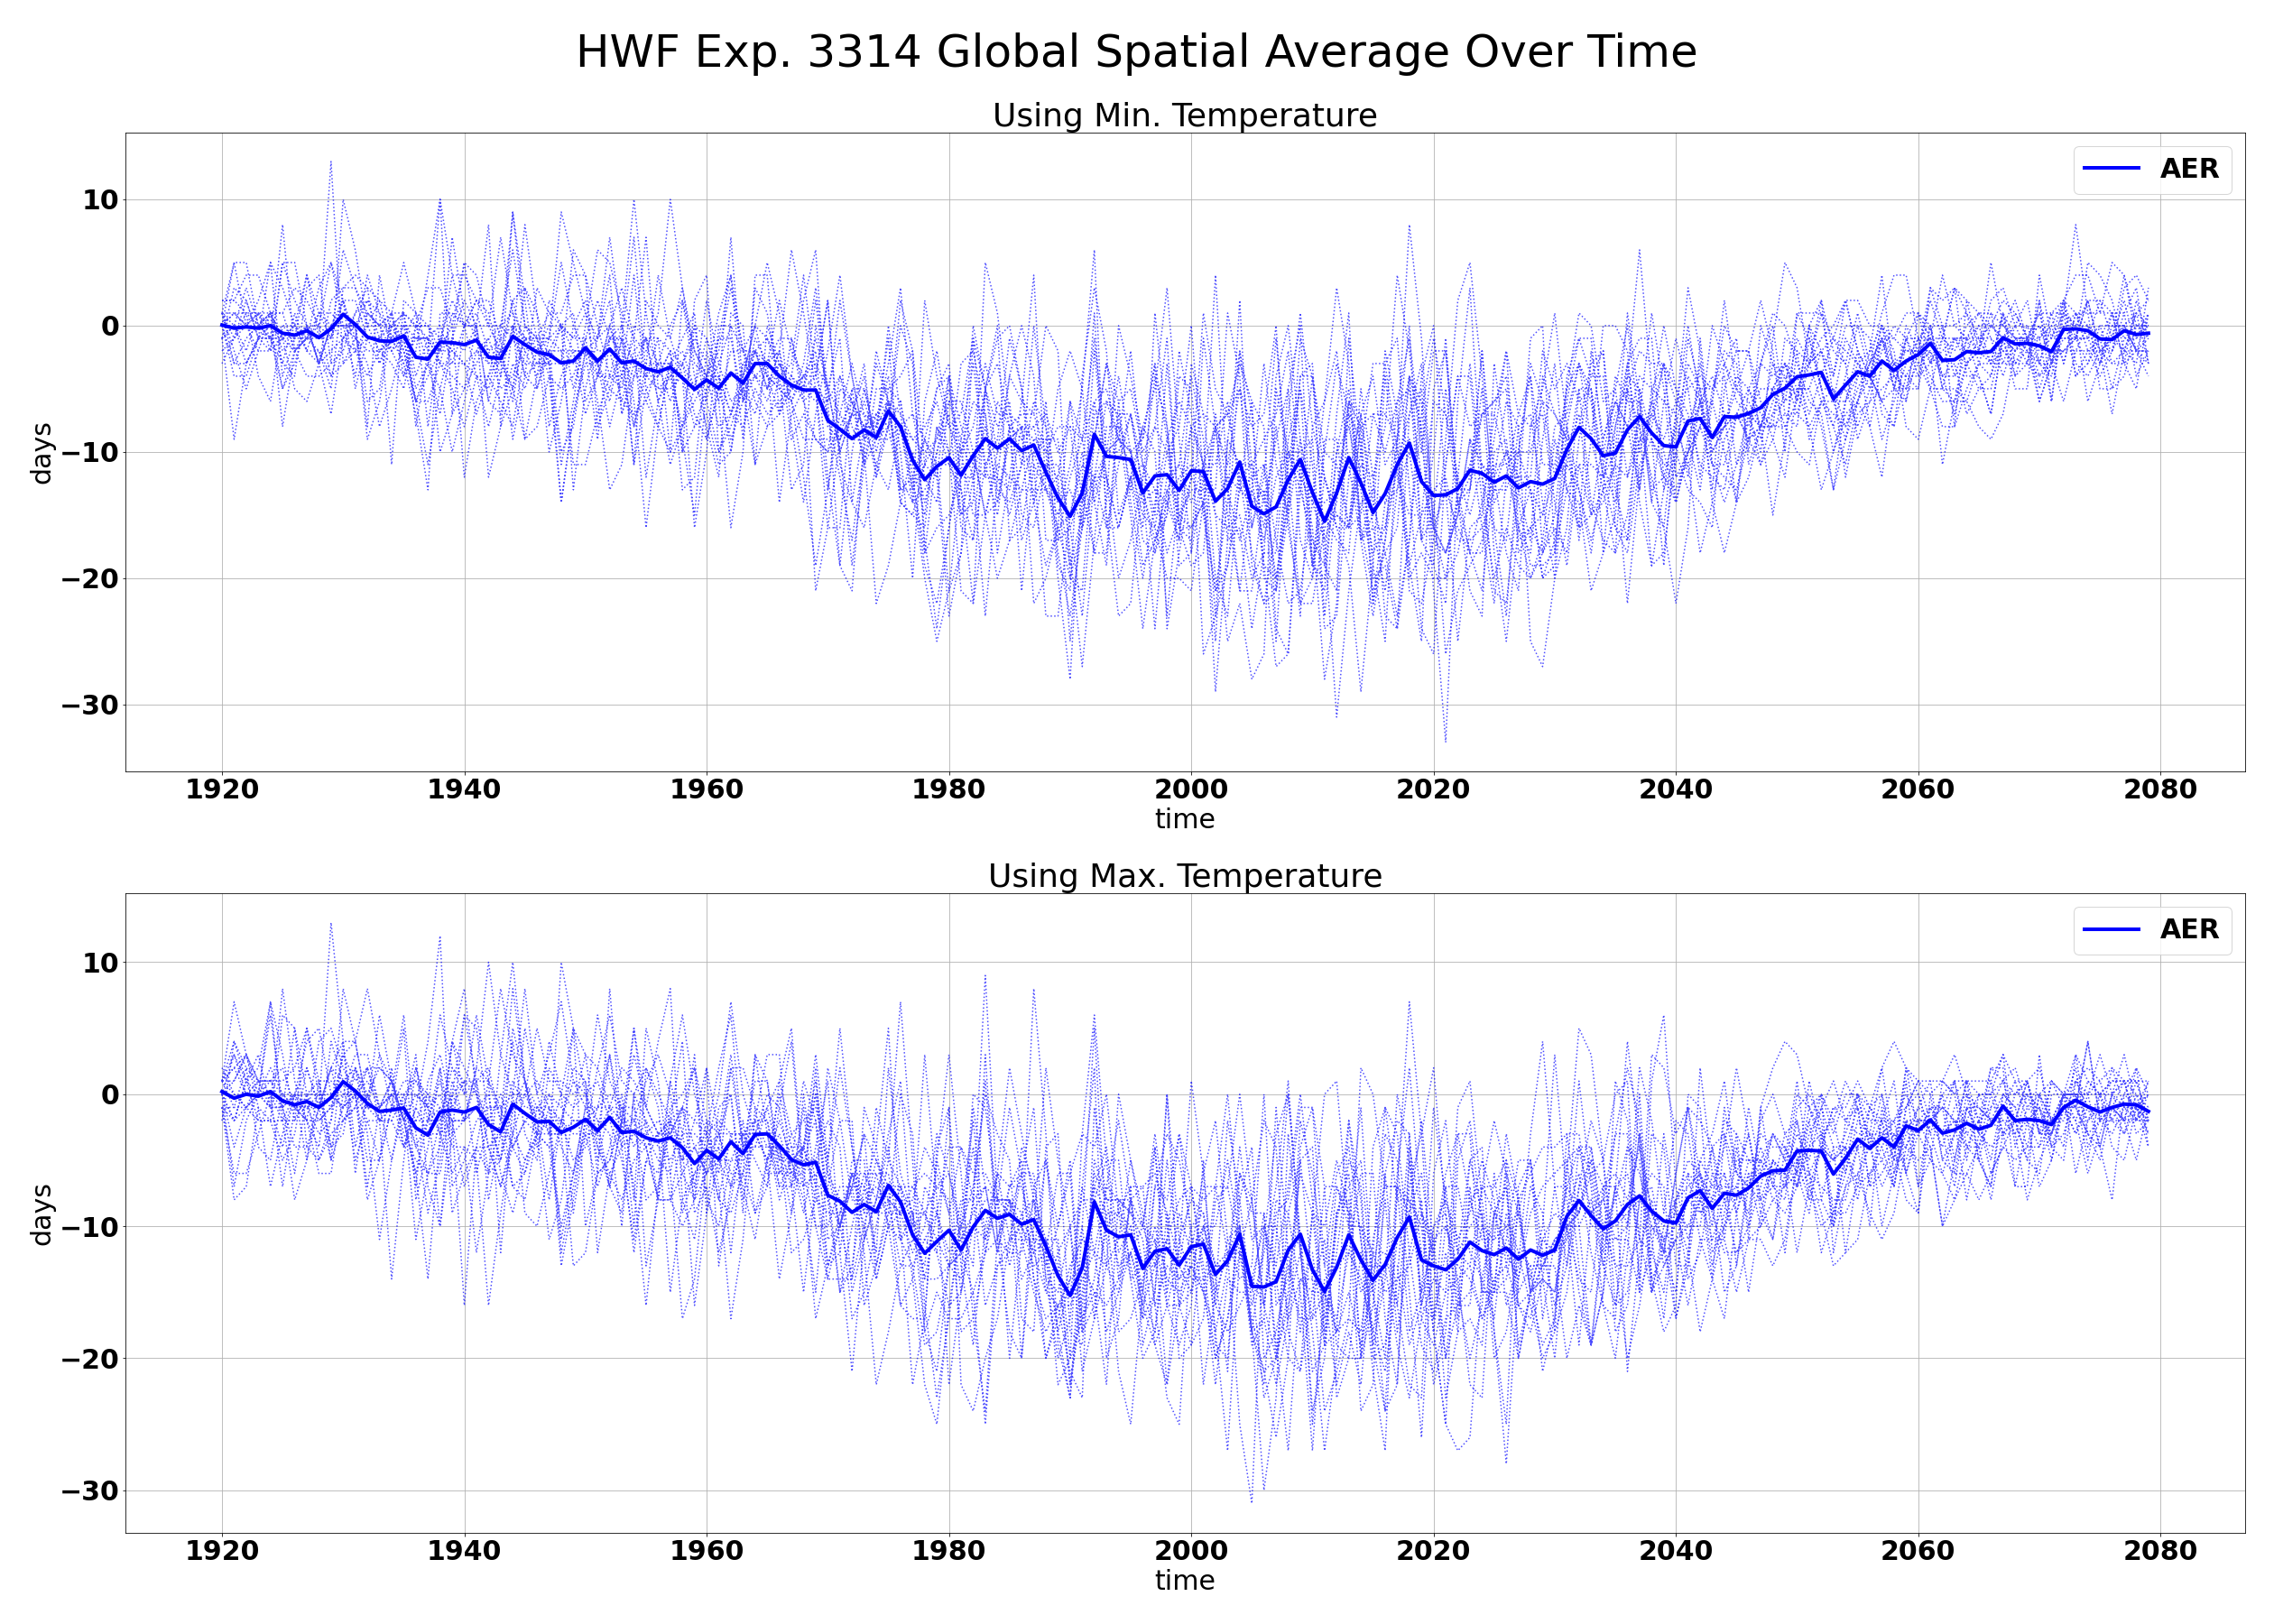 HWF Exp. 3314 Global Spatial Average Over Time
Using Min. Temperature
AER
10
0
−10
−20
−30
days
1920 1940 1960 1980 2000 2020 2040 2060 2080
time
Using Max. Temperature
AER
10
0
−10
−20
−30
days
1920 1940 1960 1980 2000 2020 2040 2060 2080
time